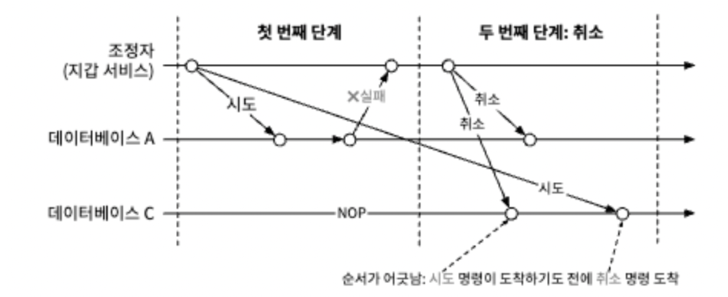 첫 번째 단계
두 번째 단계: 취소
조정자
(지갑 서비스)
시도
✕실패
취소
취소
데이터베이스 A
시도
데이터베이스 C
NOP
순서가 어긋남: 시도 명령이 도착하기도 전에 취소 명령 도착